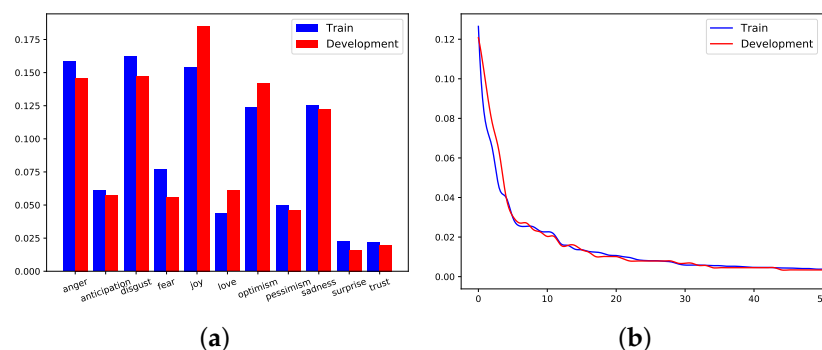 Train
Development
0.175
0.150
0.125
0.100
0.075
0.050
0.025
0.000
anger
anticipation
disgust
fear
joy
love
optimism
pessimism
sadness
surprise
trust
(a)
Train
Development
0.12
0.10
0.08
0.06
0.04
0.02
0.00
0 10 20 30 40 50
(b)